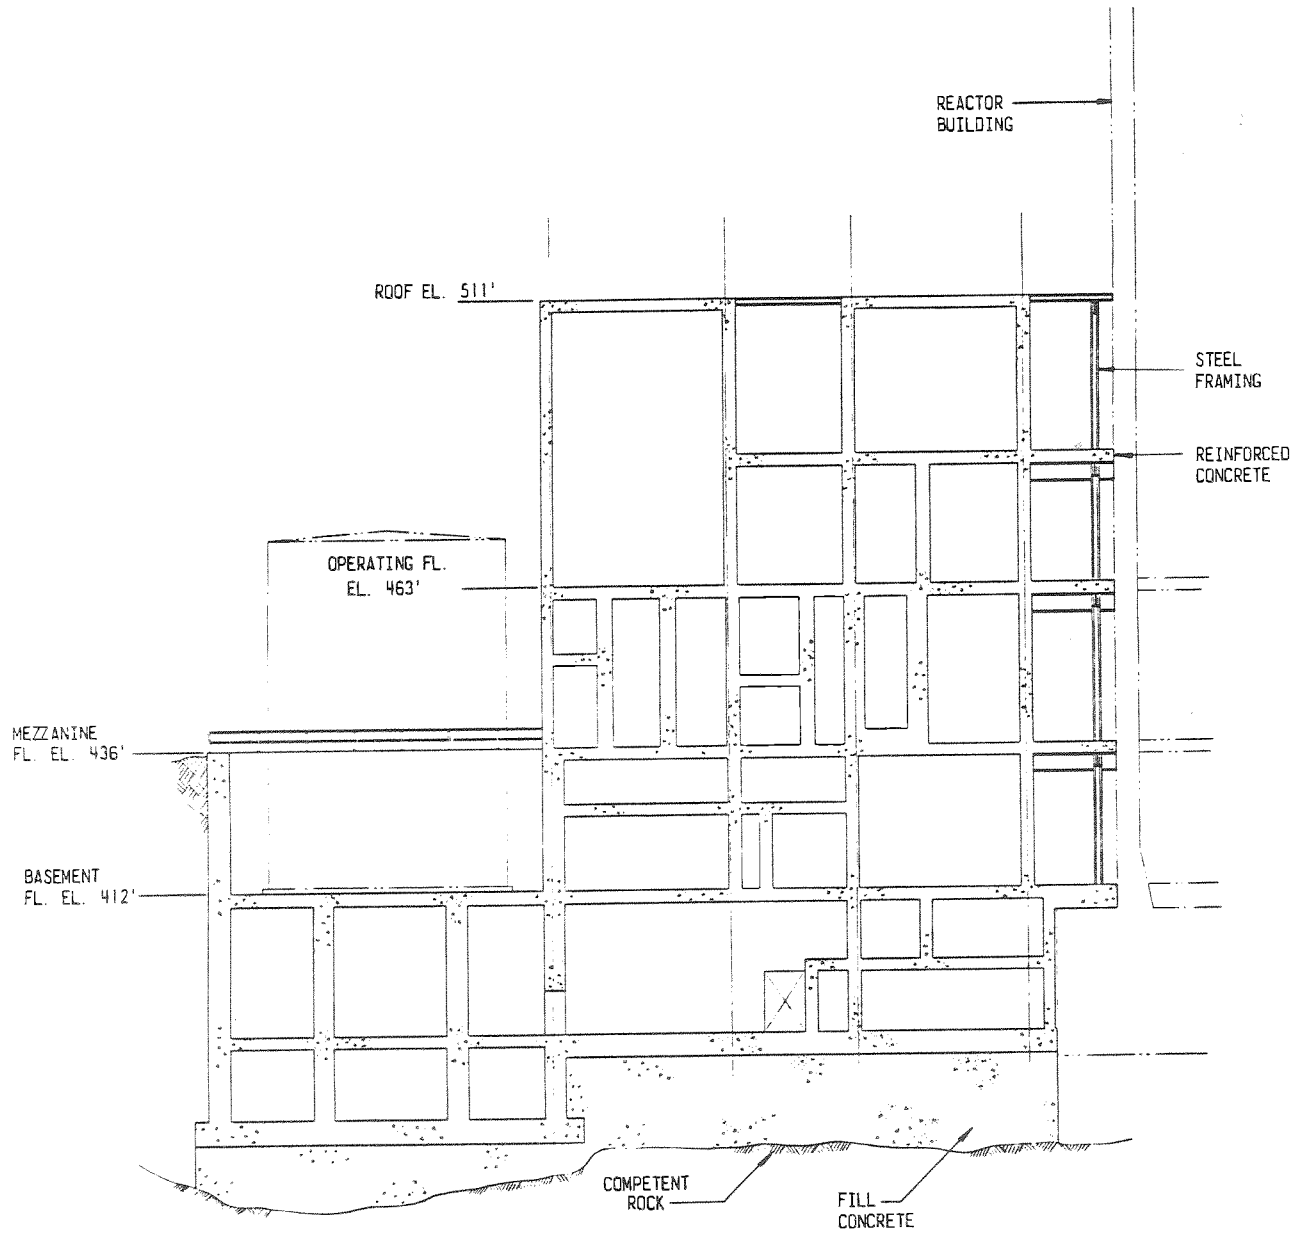 REACTOR
BUILDING
ROOF EL. 511'
STEEL
FRAMING
REINFORCED
CONCRETE
OPERATING FL.
EL. 463'
MEZZANINE
FL. EL. 436'
BASEMENT
FL. EL. 412'
COMPETENT
ROCK
FILL
CONCRETE